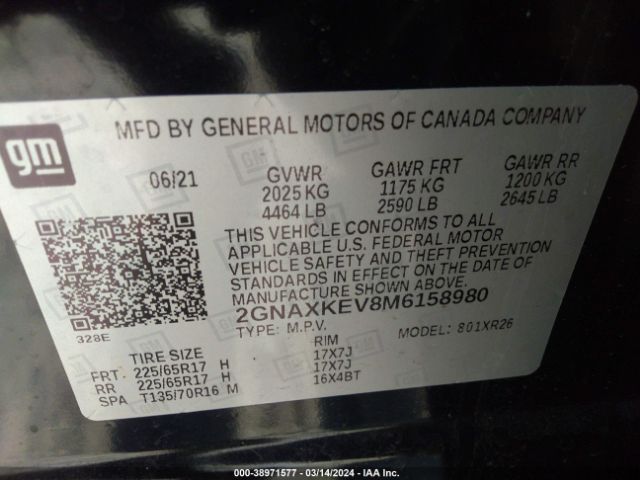 gm
MFD BY GENERAL MOTORS OF CANADA COMPANY
06/21 GVWR GAWR FRT GAWR RR
2025 KG 1175 KG 1200 KG
4464 LB 2590 LB 2645 LB
THIS VEHICLE CONFORMS TO ALL
APPLICABLE U.S. FEDERAL MOTOR
VEHICLE SAFETY AND THEFT PREVENTION
STANDARDS IN EFFECT ON THE DATE OF
MANUFACTURE SHOWN ABOVE.
2GNAXKEV8M6158980
328E TYPE: M.P.V. MODEL: 801XR26
TIRE SIZE RIM
FRT 225/65R17 H 17X7J
RR 225/65R17 H 17X7J
SPA T135/70R16 M 16X4BT
000-38971577 - 03/14/2024 - IAA Inc.